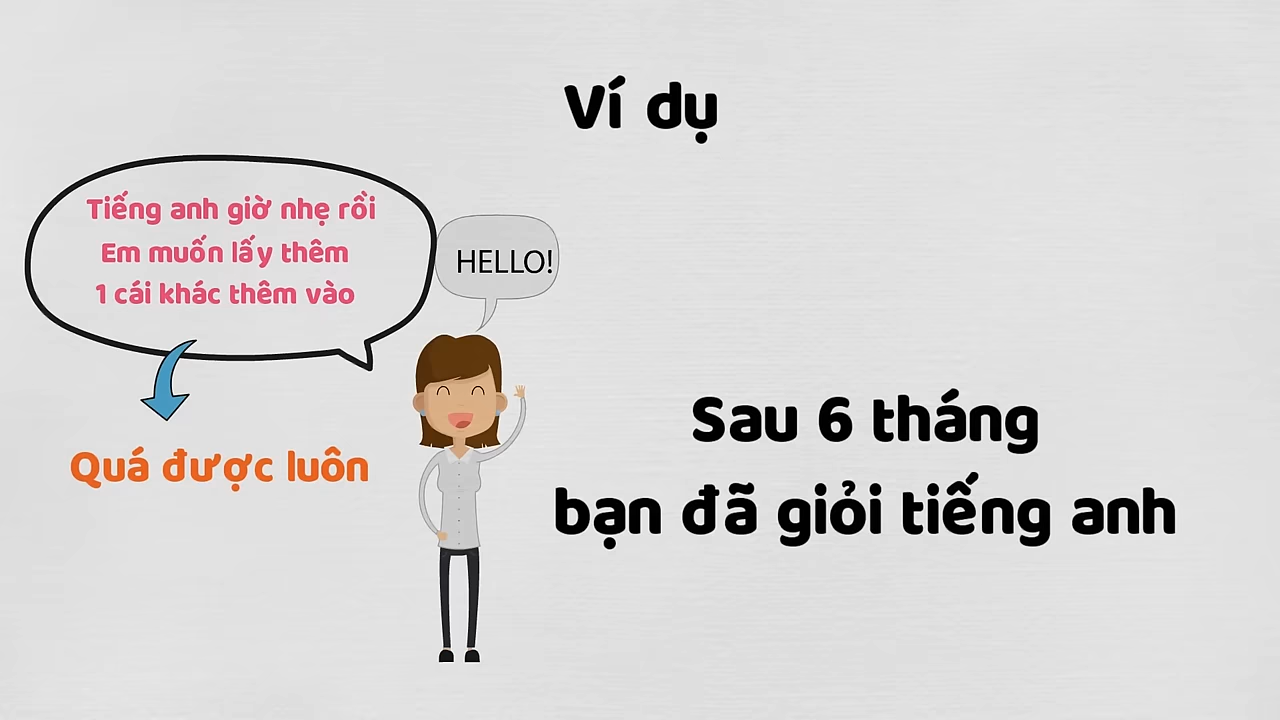 Ví dụ
Tiếng anh giờ nhẹ rồi
Em muốn lấy thêm
1 cái khác thêm vào
HELLO!
Quá được luôn
Sau 6 tháng
bạn đã giỏi tiếng anh